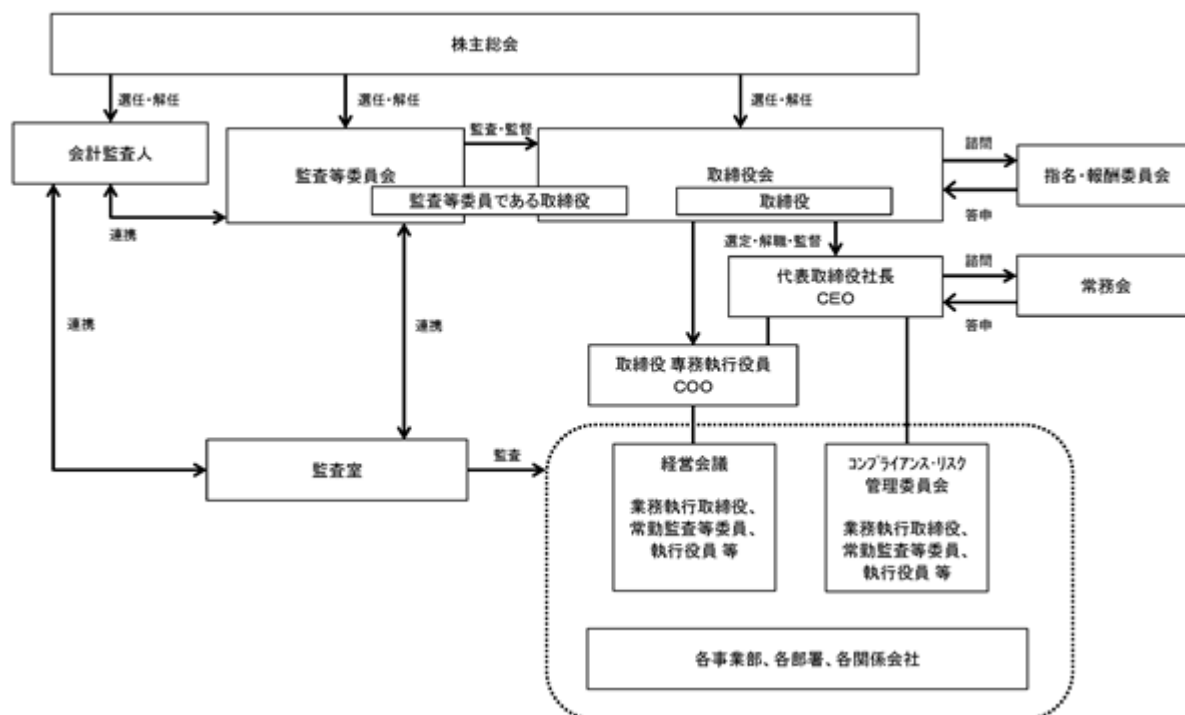 株主総会
選任・解任
選任・解任
選任・解任
会計監査人
監査等委員会
監査・監督
取締役会
諮問
指名・報酬委員会
答申
監査等委員である取締役
取締役
連携
選定・解職・監督
代表取締役社長
CEO
諮問
常務会
答申
連携
連携
取締役 専務執行役員
COO
監査室
監査
経営会議
業務執行取締役、
常勤監査等委員、
執行役員 等
コンプライアンス・リスク
管理委員会
業務執行取締役、
常勤監査等委員、
執行役員 等
各事業部、各部署、各関係会社